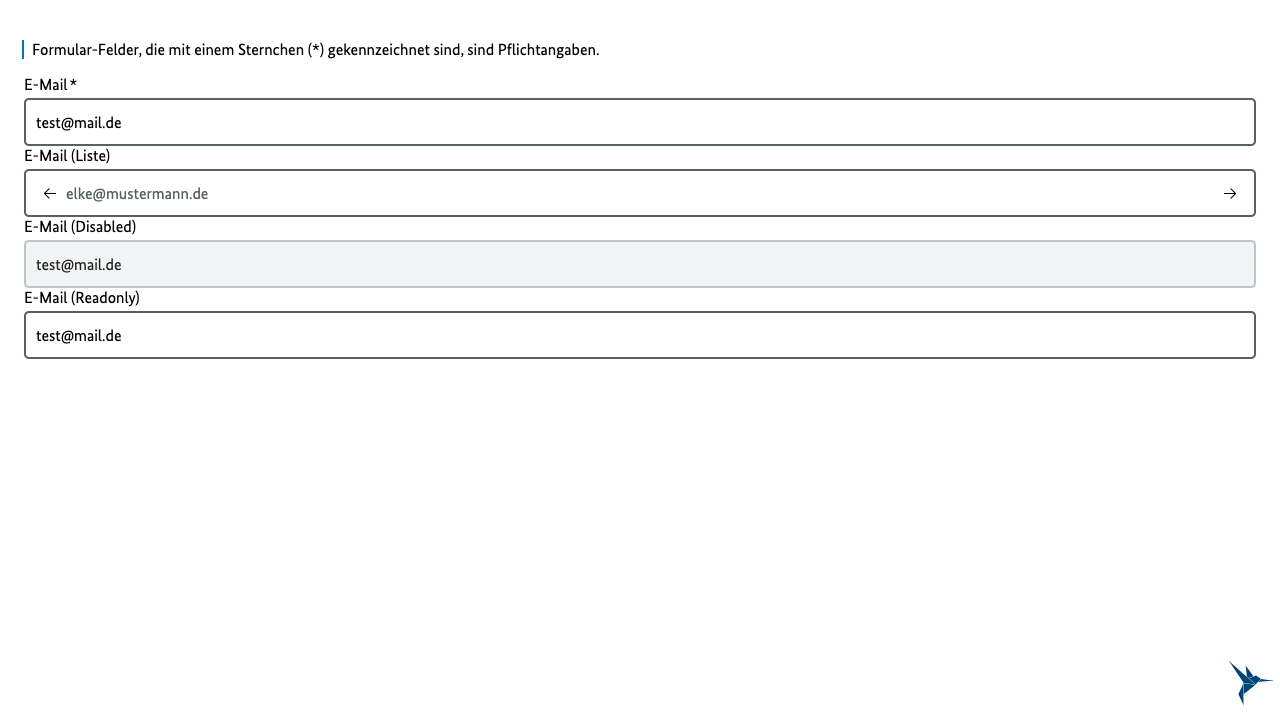 Formular-Felder, die mit einem Sternchen (*) gekennzeichnet sind, sind Pflichtangaben.
E-Mail*
test@mail.de
E-Mail (Liste)
elke@mustermann.de
E-Mail (Disabled)
test@mail.de
E-Mail (Readonly)
test@mail.de